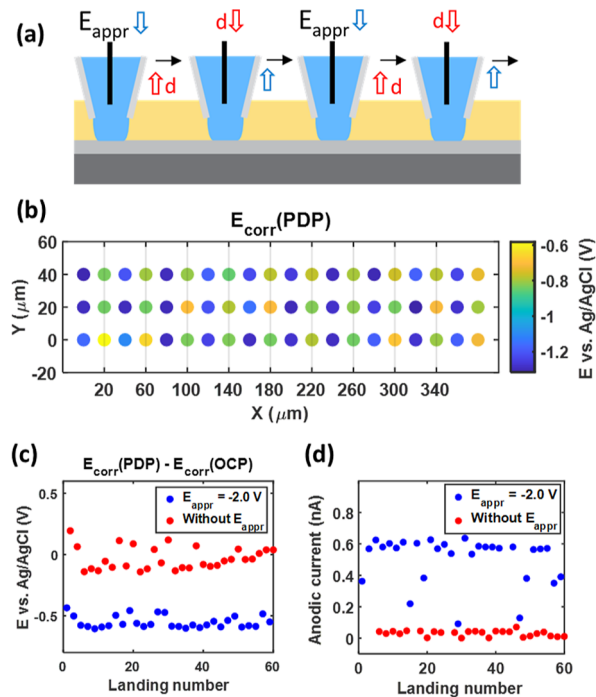 (a)
E_appr d E_appr d
d d
(b)
E_corr(PDP)
60
40
20
0
-20
Y (μm)
20 60 100 140 180 220 260 300 340
X (μm)
-0.6
-0.8
-1
-1.2
E vs. Ag/AgCl (V)
(c)
E_corr(PDP) - E_corr(OCP)
0.6
0
-0.5
E vs. Ag/AgCl (V)
E_appr = -2.0 V
Without E_appr
0 20 40 60
Landing number
(d)
0.8
0.6
0.4
0.2
0
Anodic current (nA)
E_appr = -2.0 V
Without E_appr
0 20 40 60
Landing number